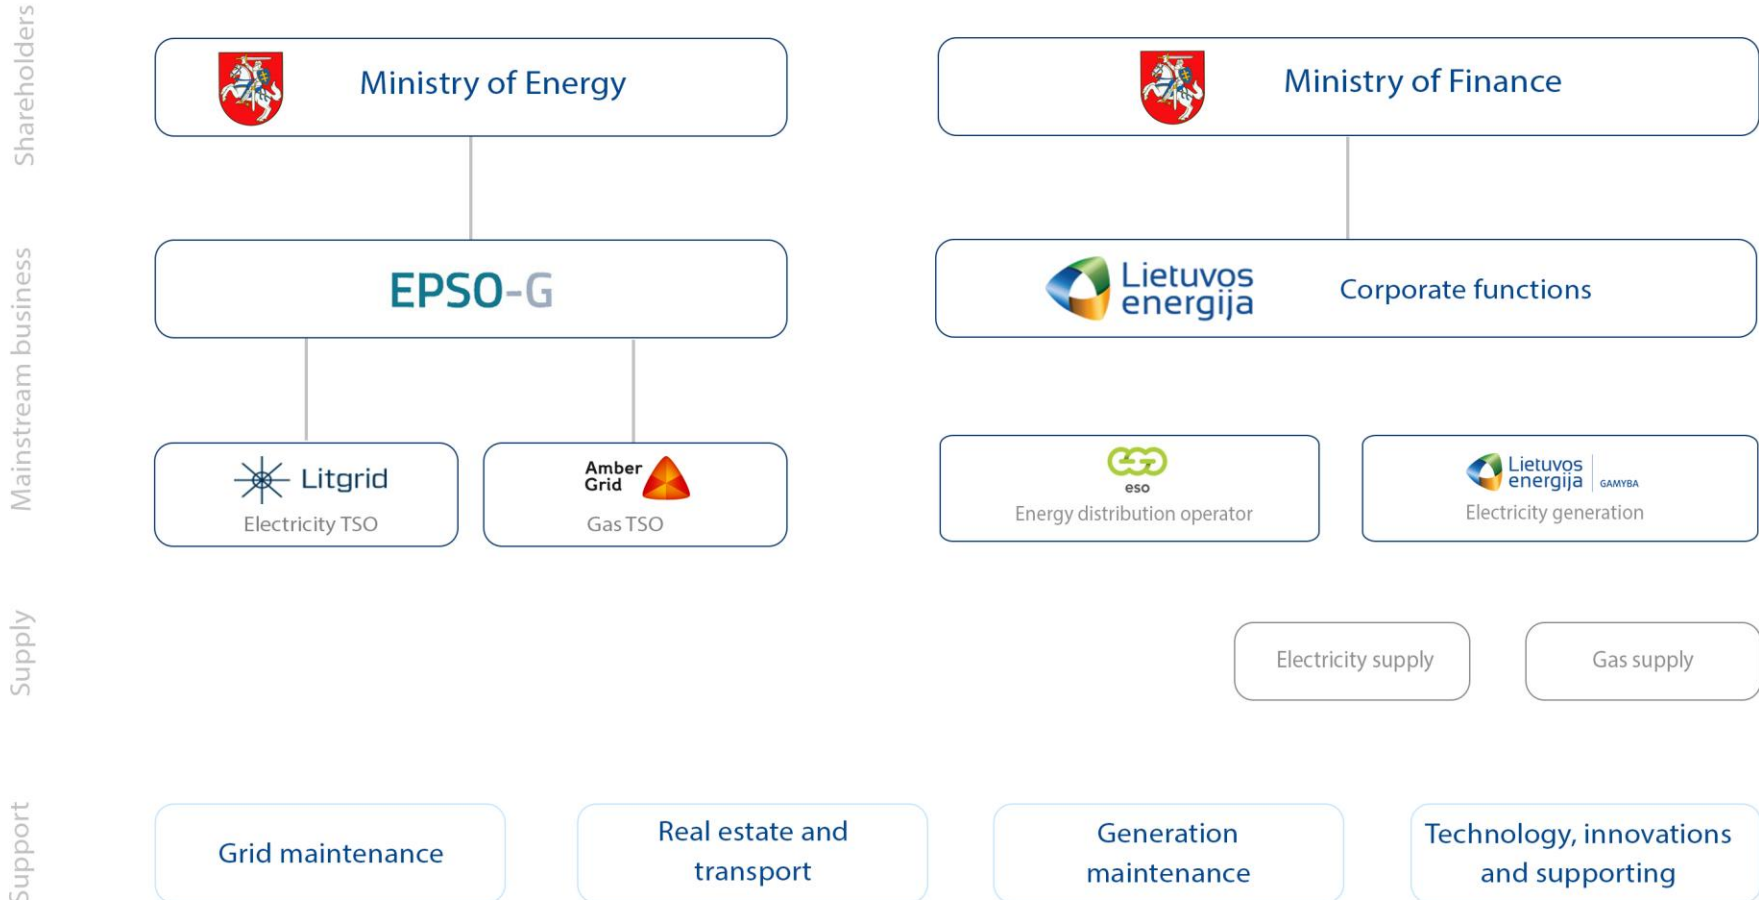 Shareholders
Ministry of Energy
Ministry of Finance
Mainstream business
EPSO-G
Lietuvos
energija
Corporate functions
Litgrid
Electricity TSO
Amber
Grid
Gas TSO
eso
Energy distribution operator
Lietuvos
energija
GAMYBA
Electricity generation
Supply
Electricity supply
Gas supply
Support
Grid maintenance
Real estate and
transport
Generation
maintenance
Technology, innovations
and supporting